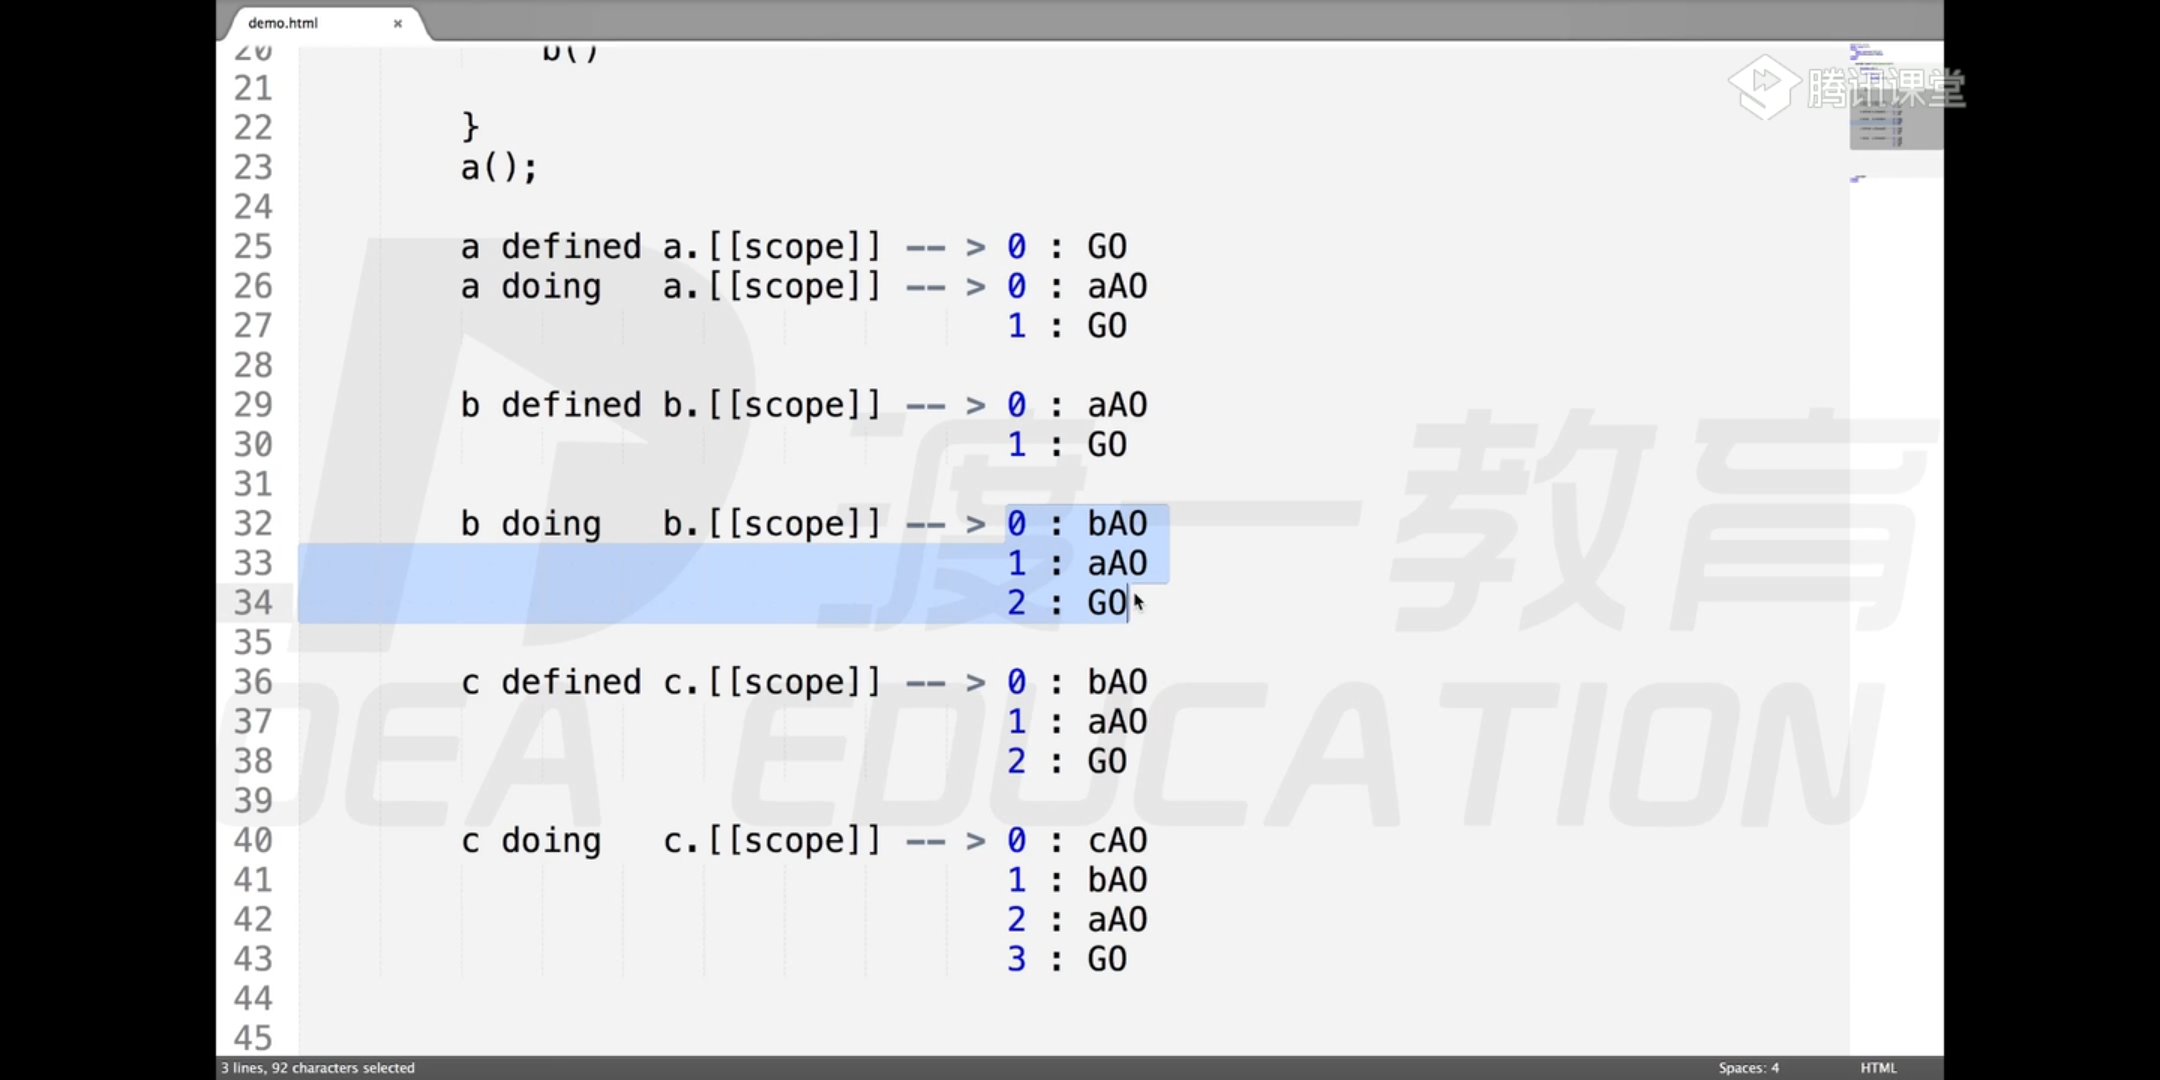 demo.html ×
20 b()
21
22 }
23 a();
24
25 a defined a.[[scope]] -- > 0 : GO
26 a doing   a.[[scope]] -- > 0 : aAO
27 1 : GO
28
29 b defined b.[[scope]] -- > 0 : aAO
30 1 : GO
31
32 b doing   b.[[scope]] -- > 0 : bAO
33 1 : aAO
34 2 : GO
35
36 c defined c.[[scope]] -- > 0 : bAO
37 1 : aAO
38 2 : GO
39
40 c doing   c.[[scope]] -- > 0 : cAO
41 1 : bAO
42 2 : aAO
43 3 : GO
44
45
3 lines, 92 characters selected
Spaces: 4
HTML
腾讯课堂
渡一教育
EDUCATION